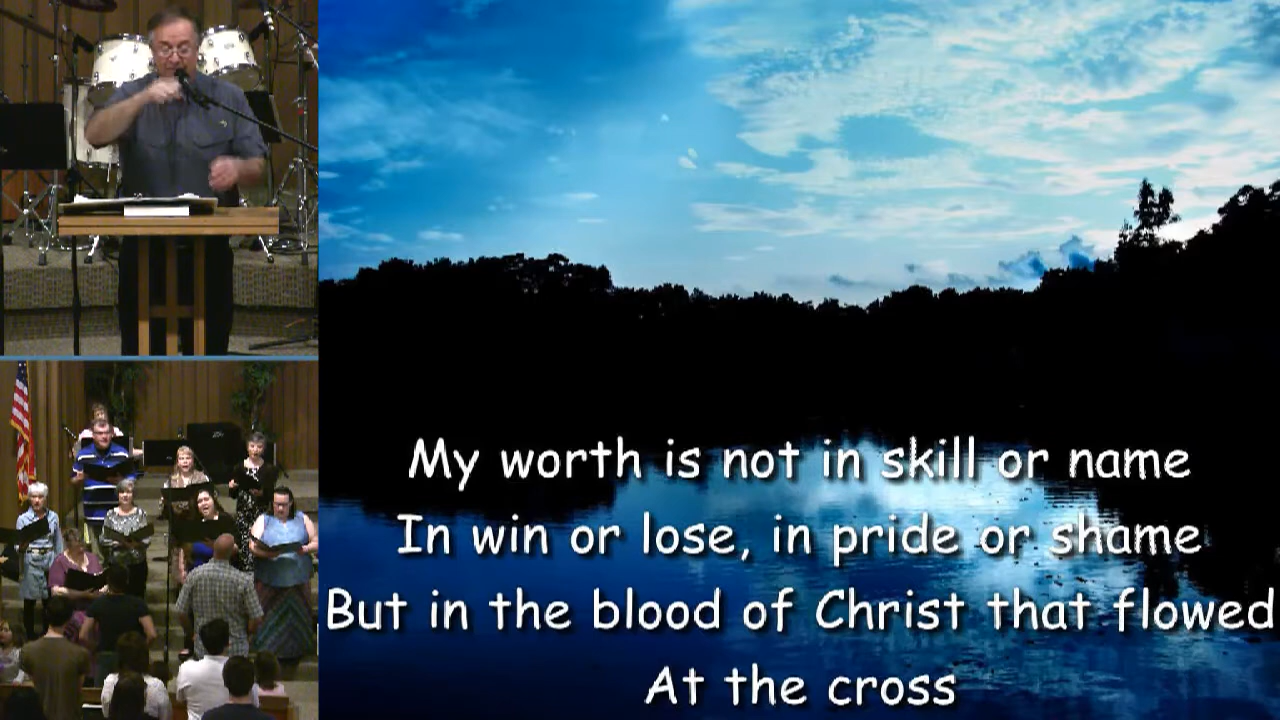 My worth is not in skill or name
In win or lose, in pride or shame
But in the blood of Christ that flowed
At the cross